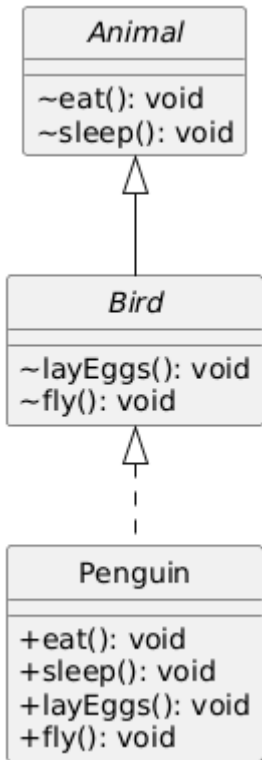 Animal
~eat(): void
~sleep(): void
Bird
~layEggs(): void
~fly(): void
Penguin
+eat(): void
+sleep(): void
+layEggs(): void
+fly(): void